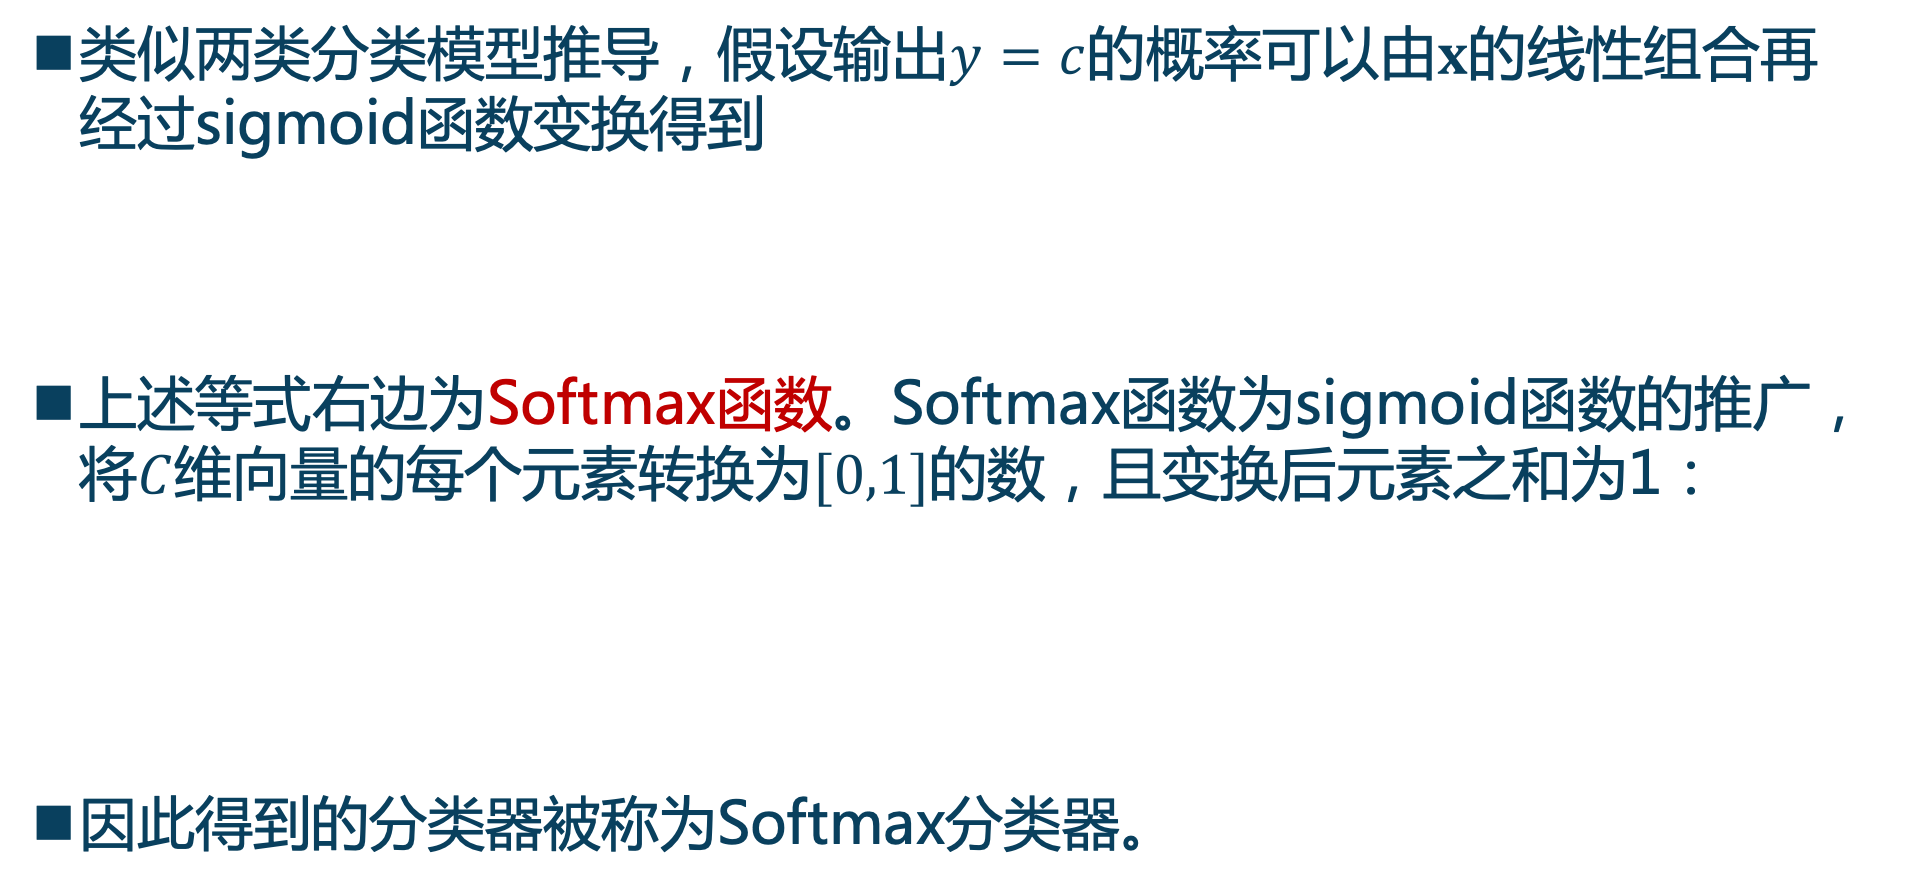 ■类似两类分类模型推导，假设输出y = c的概率可以由x的线性组合再
经过sigmoid函数变换得到
■上述等式右边为Softmax函数。Softmax函数为sigmoid函数的推广，
将C维向量的每个元素转换为[0,1]的数，且变换后元素之和为1：
■因此得到的分类器被称为Softmax分类器。